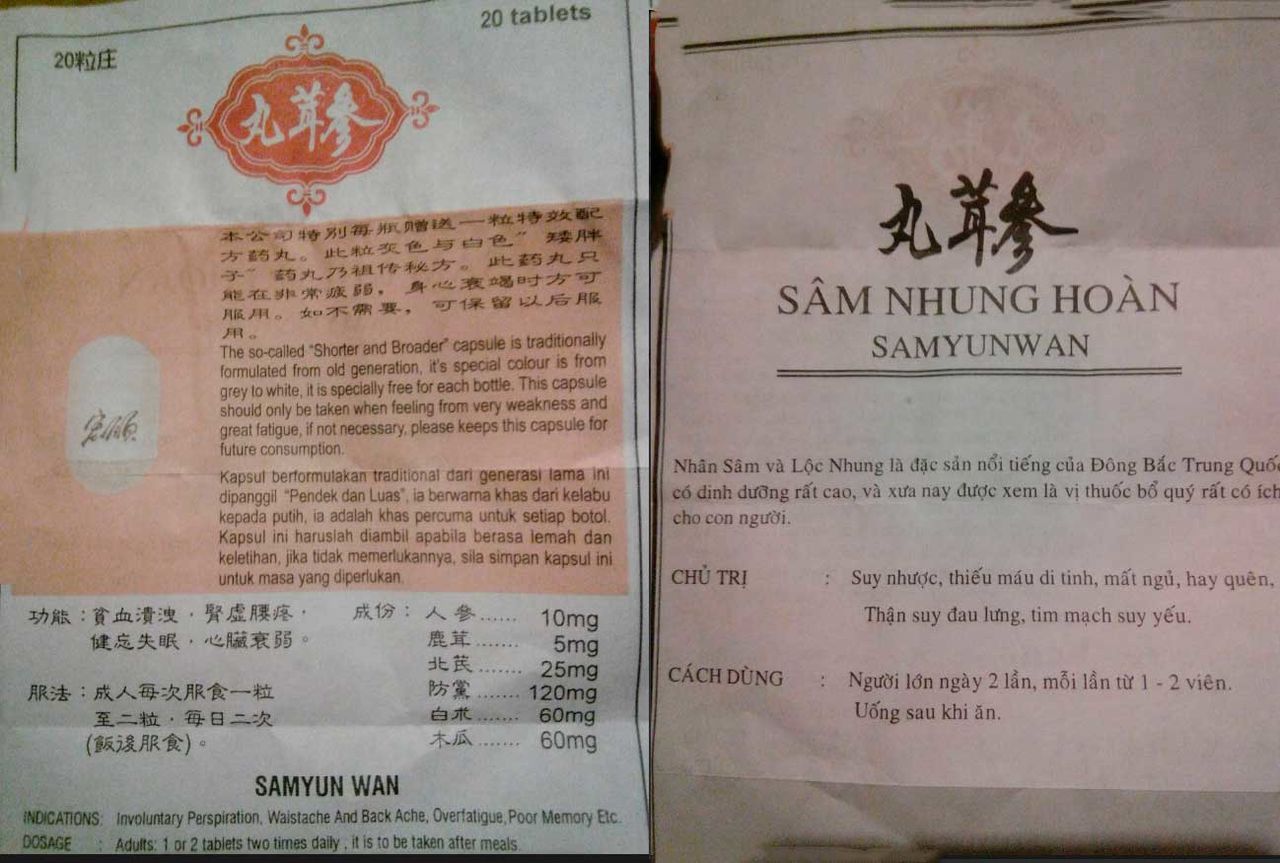 20粒庄
20 tablets
丸茸參
本公司特别每瓶赠送一粒特效配
方药丸。此粒灰色与白色"矮胖
子"药丸乃祖传秘方。此药丸只
能在非常疲弱，身心衰竭时方可
服用。如不需要，可保留以后服
用。
The so-called "Shorter and Broader" capsule is traditionally
formulated from old generation, it's special colour is from
grey to white, it is specially free for each bottle. This capsule
should only be taken when feeling from very weakness and
great fatigue, if not necessary, please keeps this capsule for
future consumption.
Kapsul berformulakan traditional dari generasi lama ini
dipanggil "Pendek dan Luas", ia berwarna khas dari kelabu
kepada putih, ia adalah khas percuma untuk setiap botol.
Kapsul ini haruslah diambil apabila berasa lemah dan
keletihan, jika tidak memerlukannya, sila simpan kapsul ini
untuk masa yang diperlukan.
功能：貧血潰洩，腎虛腰疼，
健忘失眠，心臟衰弱。
服法：成人每次服食一粒
至二粒，每日二次
(飯後服食)。
成份：人參...... 10mg
鹿茸....... 5mg
北芪....... 25mg
防黨....... 120mg
白朮....... 60mg
木瓜....... 60mg
SAMYUN WAN
INDICATIONS: Involuntary Perspiration, Waistache And Back Ache, Overfatigue, Poor Memory Etc.
DOSAGE : Adults: 1 or 2 tablets two times daily , it is to be taken after meals.
丸茸參
SÂM NHUNG HOÀN
SAMYUNWAN
Nhân Sâm và Lộc Nhung là đặc sản nổi tiếng của Đông Bắc Trung Quốc
có dinh dưỡng rất cao, và xưa nay được xem là vị thuốc bổ quý rất có ích
cho con người.
CHỦ TRỊ : Suy nhược, thiếu máu di tinh, mất ngủ, hay quên,
Thận suy đau lưng, tim mạch suy yếu.
CÁCH DÙNG : Người lớn ngày 2 lần, mỗi lần từ 1 - 2 viên.
Uống sau khi ăn.